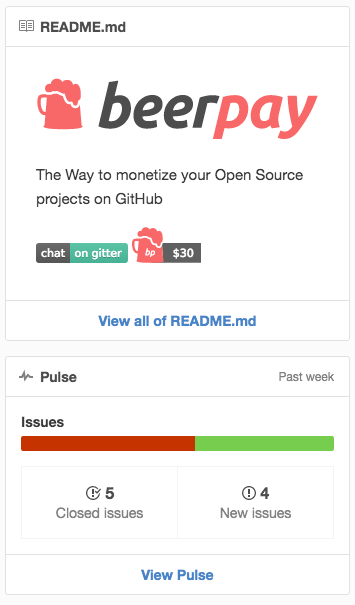 README.md
beerpay
The Way to monetize your Open Source
projects on GitHub
chat on gitter bp $30
View all of README.md
Pulse Past week
Issues
5 4
Closed issues New issues
View Pulse